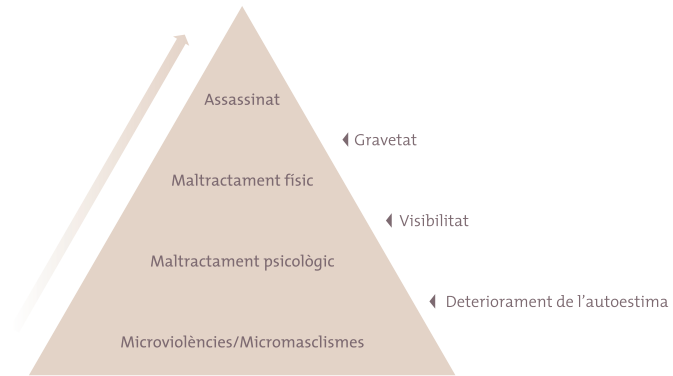 Assassinat
Gravetat
Maltractament físic
Visibilitat
Maltractament psicològic
Deteriorament de l’autoestima
Microviolències/Micromasclismes